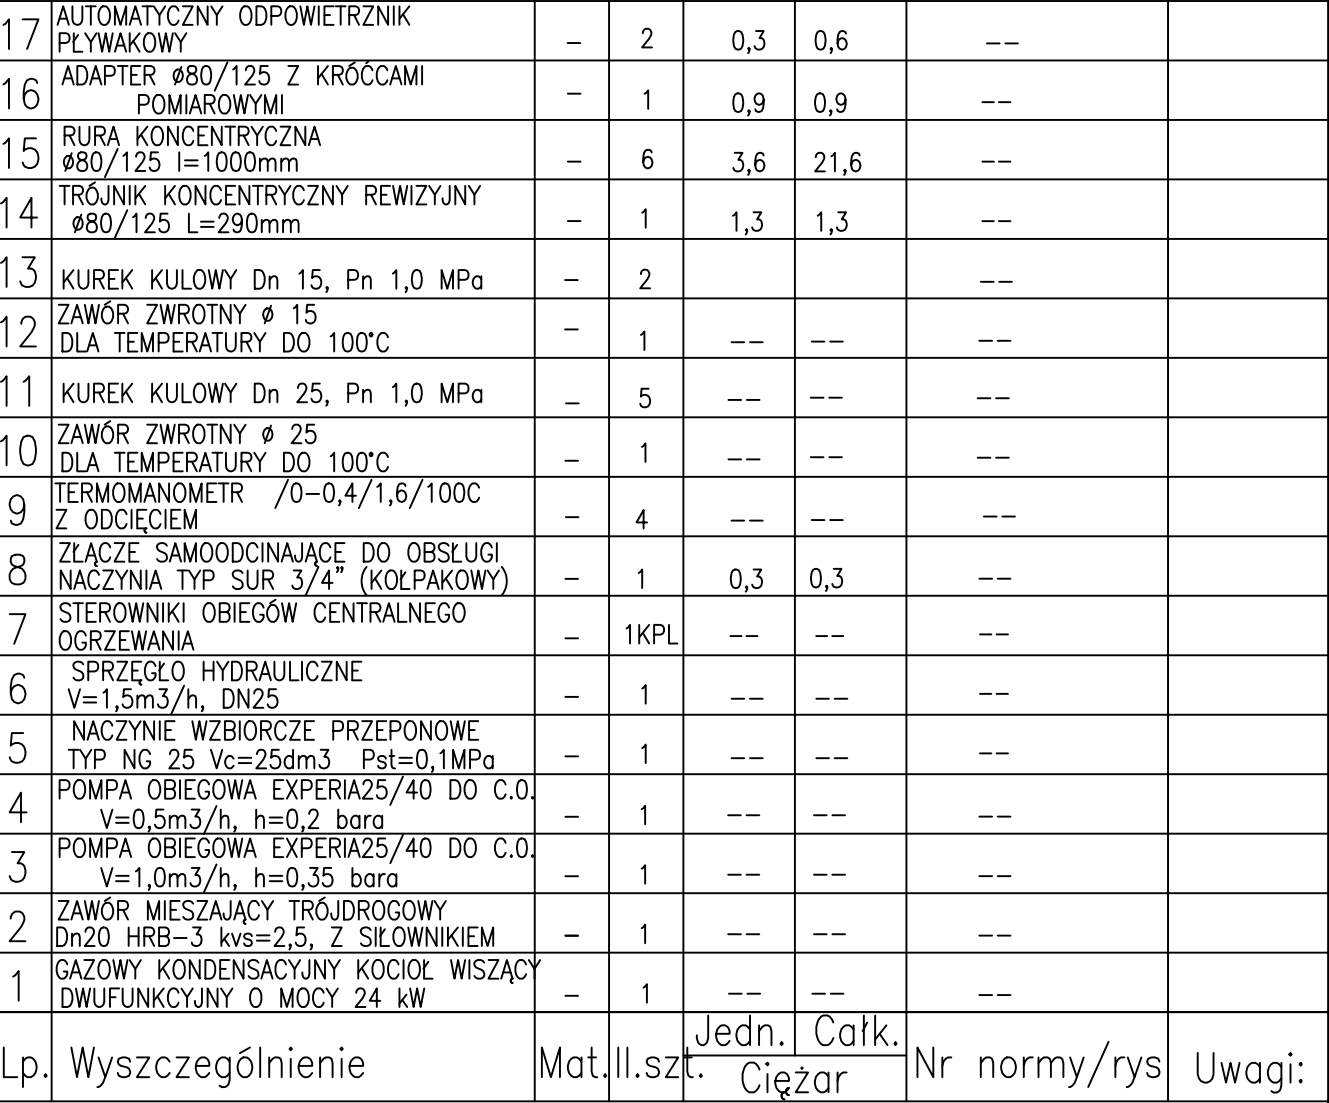 17 AUTOMATYCZNY ODPOWIETRZNIK
PŁYWAKOWY – 2 0,3 0,6 --
16 ADAPTER ø80/125 Z KRÓĆCAMI
POMIAROWYMI – 1 0,9 0,9 --
15 RURA KONCENTRYCZNA
ø80/125 l=1000mm – 6 3,6 21,6 --
14 TRÓJNIK KONCENTRYCZNY REWIZYJNY
ø80/125 L=290mm – 1 1,3 1,3 --
13 KUREK KULOWY Dn 15, Pn 1,0 MPa – 2 --
12 ZAWÓR ZWROTNY ø 15
DLA TEMPERATURY DO 100°C – 1 -- -- --
11 KUREK KULOWY Dn 25, Pn 1,0 MPa – 5 -- -- --
10 ZAWÓR ZWROTNY ø 25
DLA TEMPERATURY DO 100°C – 1 -- -- --
9 TERMOMANOMETR /0-0,4/1,6/100C
Z ODCIĘCIEM – 4 -- -- --
8 ZŁĄCZE SAMOODCINAJĄCE DO OBSŁUGI
NACZYNIA TYP SUR 3/4" (KOŁPAKOWY) – 1 0,3 0,3 --
7 STEROWNIKI OBIEGÓW CENTRALNEGO
OGRZEWANIA – 1KPL -- -- --
6 SPRZĘGŁO HYDRAULICZNE
V=1,5m3/h, DN25 – 1 -- -- --
5 NACZYNIE WZBIORCZE PRZEPONOWE
TYP NG 25 Vc=25dm3 Pst=0,1MPa – 1 -- -- --
4 POMPA OBIEGOWA EXPERIA25/40 DO C.O.
V=0,5m3/h, h=0,2 bara – 1 -- -- --
3 POMPA OBIEGOWA EXPERIA25/40 DO C.O.
V=1,0m3/h, h=0,35 bara – 1 -- -- --
2 ZAWÓR MIESZAJĄCY TRÓJDROGOWY
Dn20 HRB-3 kvs=2,5, Z SIŁOWNIKIEM – 1 -- -- --
1 GAZOWY KONDENSACYJNY KOCIOŁ WISZĄCY
DWUFUNKCYJNY O MOCY 24 kW – 1 -- -- --
Lp. Wyszczególnienie Mat. Il.szt. Jedn. Całk. Nr normy/rys Uwagi:
Ciężar